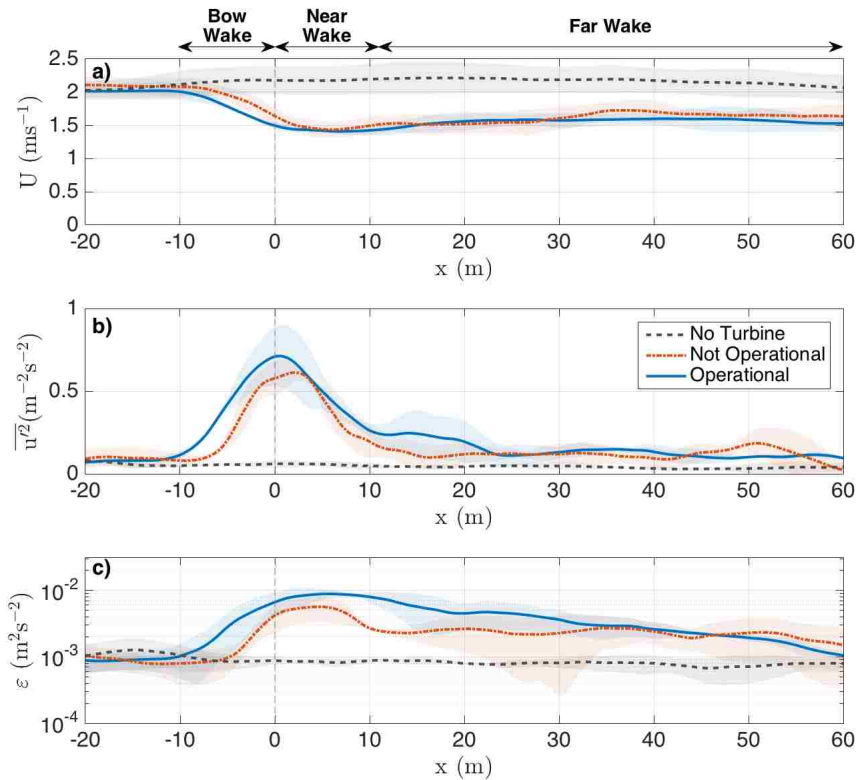 Bow Wake
Near Wake
Far Wake
a)
U (ms−1)
2.5
2
1.5
1
0.5
0
-20 -10 0 10 20 30 40 50 60
x (m)
b)
u′2(m−2s−2)
1
0.5
0
No Turbine
Not Operational
Operational
-20 -10 0 10 20 30 40 50 60
x (m)
c)
ε (m2s−2)
10-2
10-3
10-4
-20 -10 0 10 20 30 40 50 60
x (m)